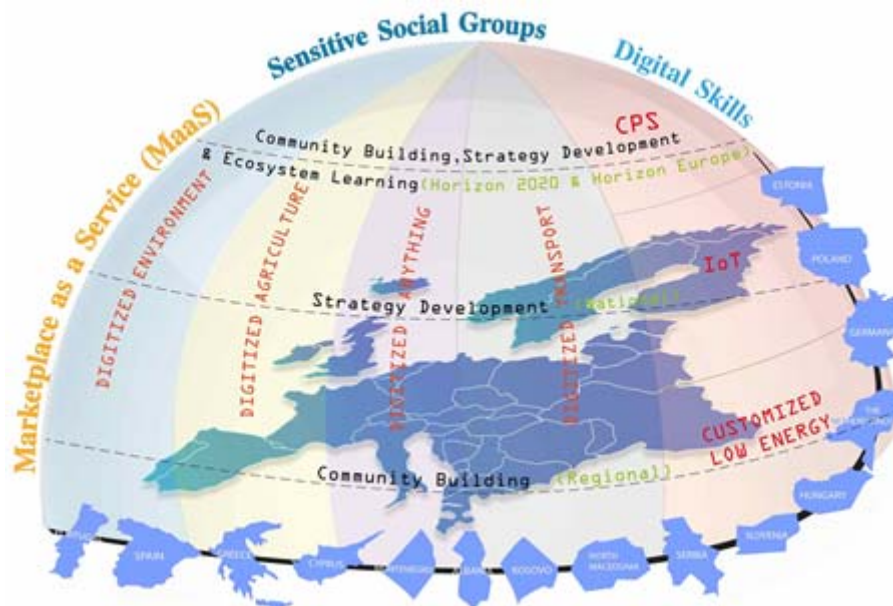 Sensitive Social Groups
Digital Skills
Marketplace as a Service (MaaS)
CPS
Community Building,Strategy Development
& Ecosystem Learning(Horizon 2020 & Horizon Europe)
DIGITIZED ENVIRONMENT
DIGITIZED AGRICULTURE
DIGITIZED ANYTHING
DIGITIZED TRANSPORT
IoT
Strategy Development (National)
CUSTOMIZED
LOW ENERGY
Community Building (Regional)
ESTONIA
POLAND
GERMANY
THE
HUNGARY
SLOVENIA
SERBIA
NORTH
MACEDONIA
KOSOVO
ALBANIA
MONTENEGRO
CYPRUS
GREECE
SPAIN